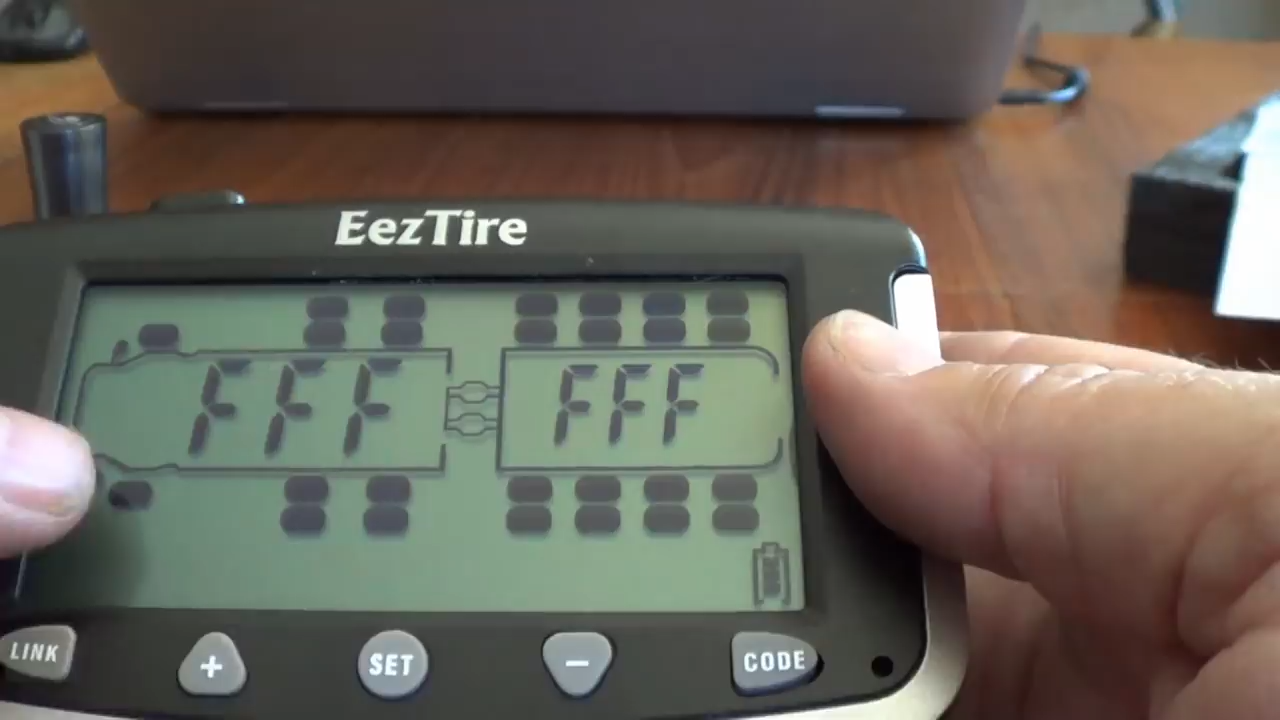 EezTire
FFF FFF
LINK + SET − CODE